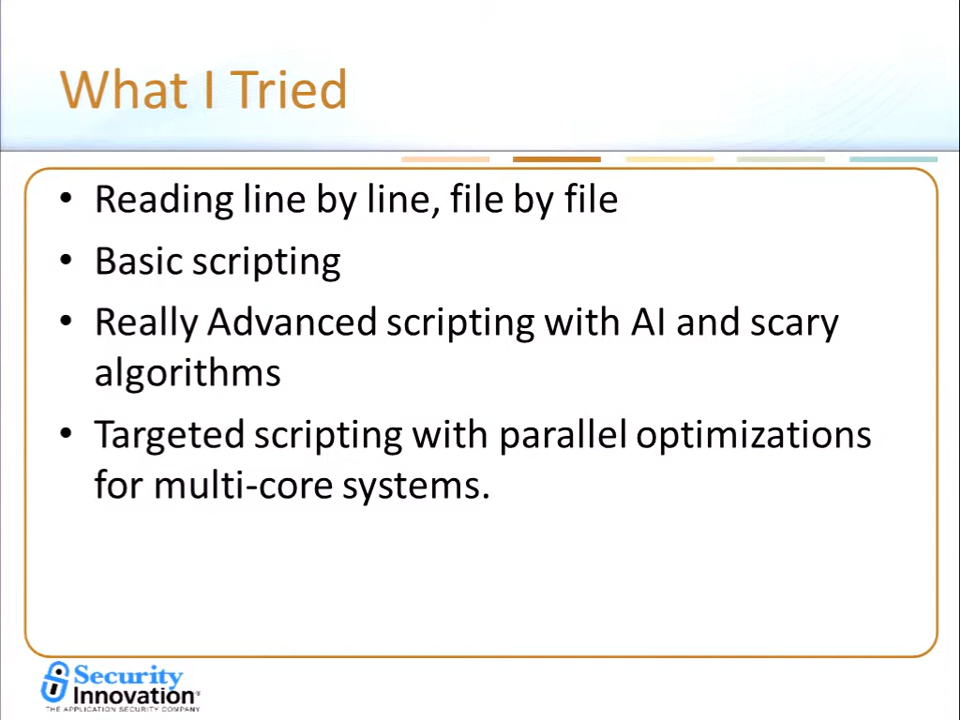 What I Tried
• Reading line by line, file by file
• Basic scripting
• Really Advanced scripting with AI and scary
algorithms
• Targeted scripting with parallel optimizations
for multi-core systems.
Security
Innovation®
THE APPLICATION SECURITY COMPANY